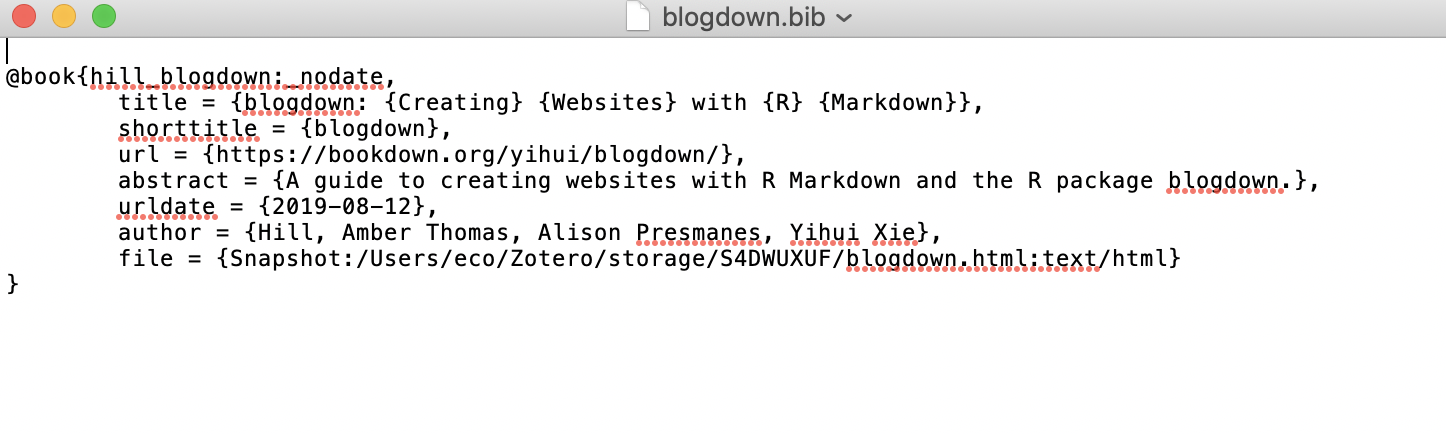 blogdown.bib
@book{hill_blogdown:_nodate,
title = {blogdown: {Creating} {Websites} with {R} {Markdown}},
shorttitle = {blogdown},
url = {https://bookdown.org/yihui/blogdown/},
abstract = {A guide to creating websites with R Markdown and the R package blogdown.},
urldate = {2019-08-12},
author = {Hill, Amber Thomas, Alison Presmanes, Yihui Xie},
file = {Snapshot:/Users/eco/Zotero/storage/S4DWUXUF/blogdown.html:text/html}
}